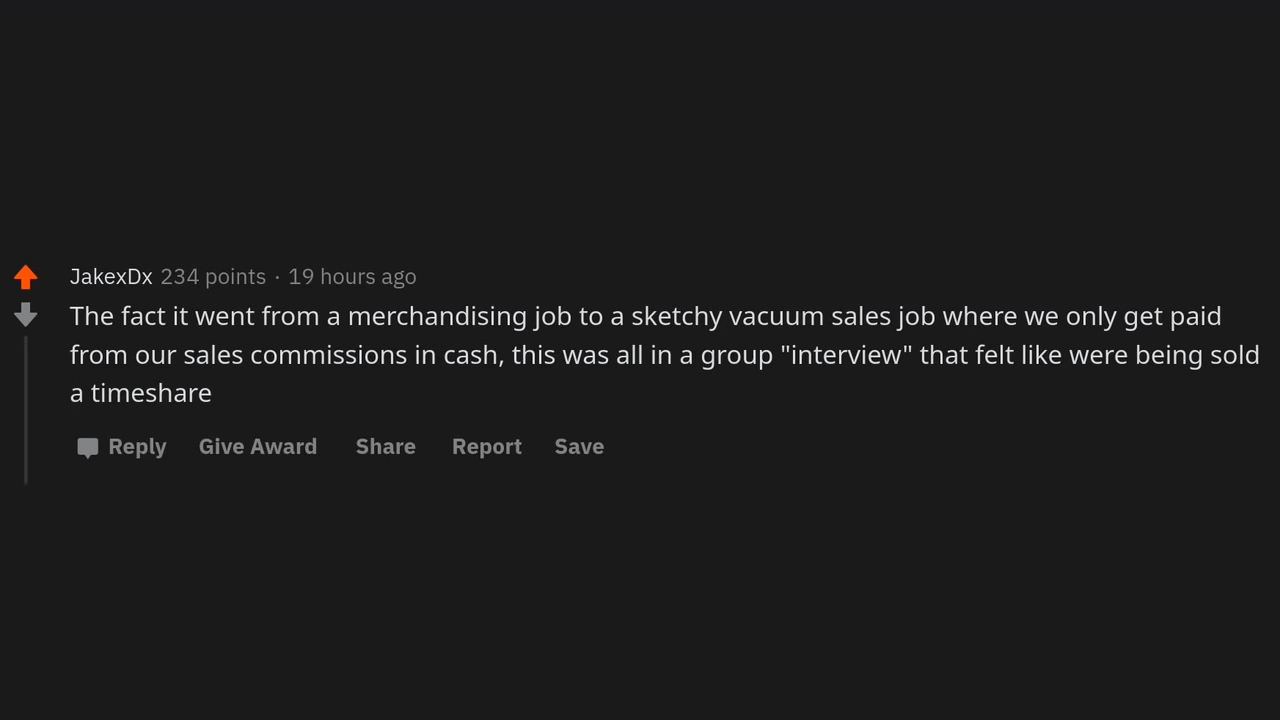 JakexDx 234 points · 19 hours ago
The fact it went from a merchandising job to a sketchy vacuum sales job where we only get paid
from our sales commissions in cash, this was all in a group "interview" that felt like were being sold
a timeshare
Reply Give Award Share Report Save